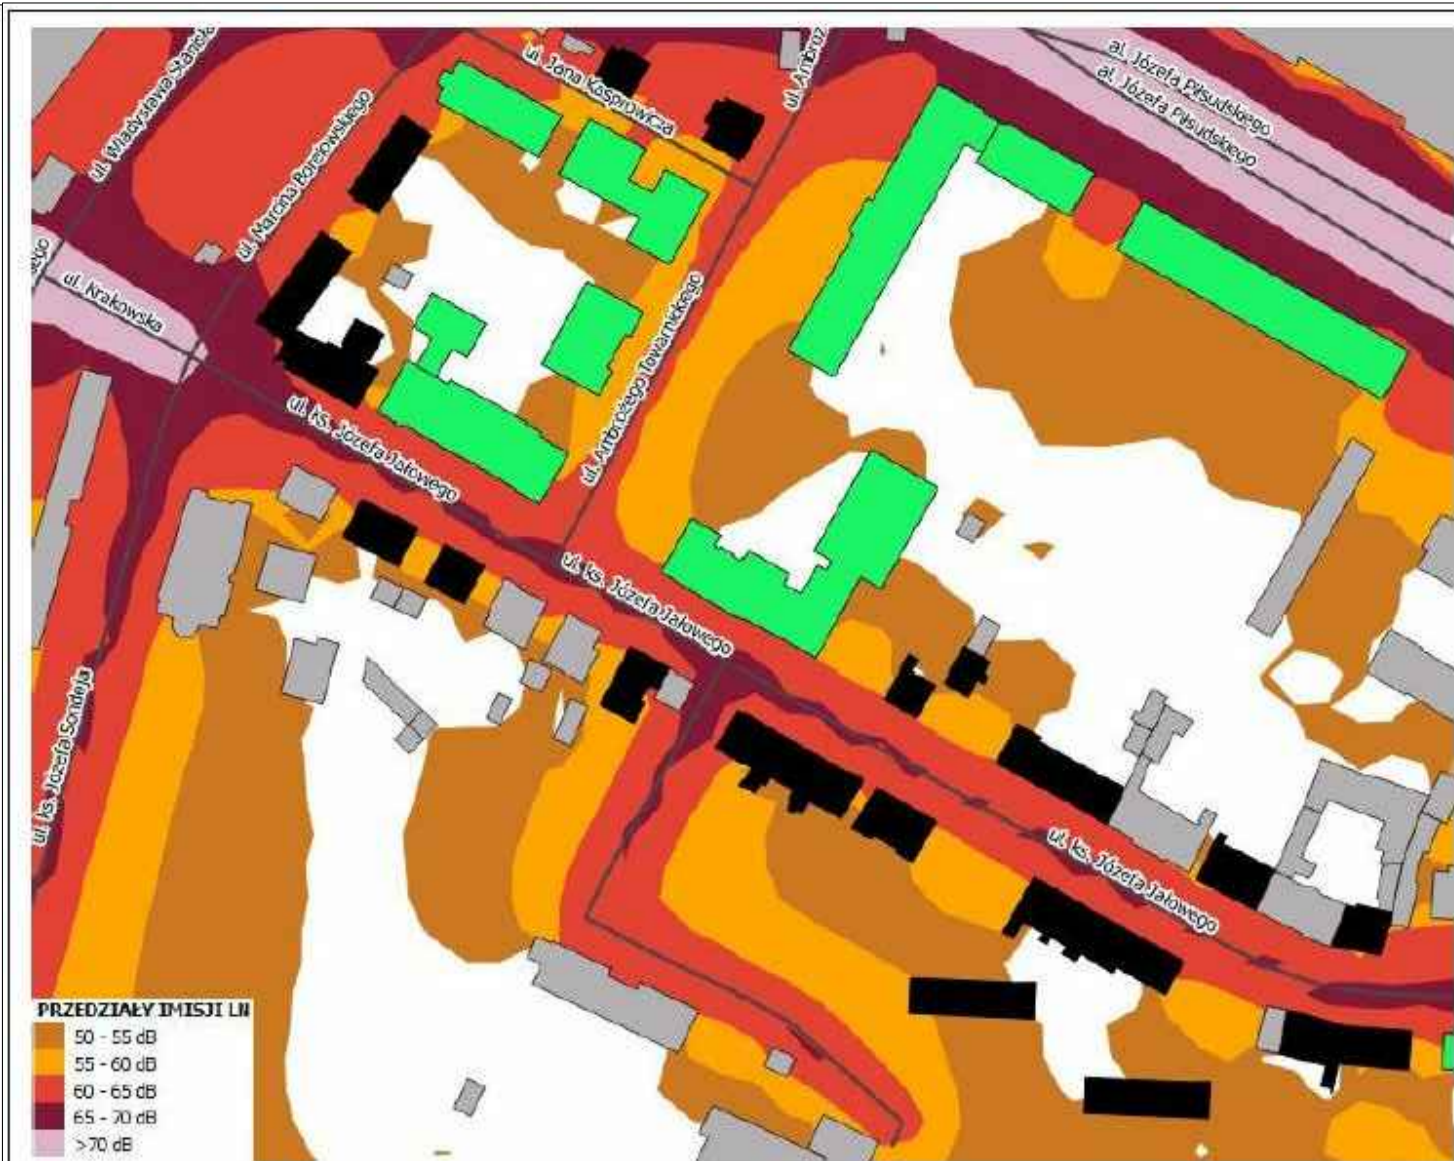 ul. Władysława
ul. Jana Kasprowicza
ul.
al. Józefa Piłsudskiego
al. Józefa Piłsudskiego
ul. Marcina Borelowskiego
ul. Krakowska
ul. Ambrożego Towarnickiego
ul. ks. Józefa Jałowego
ul. ks. Józefa Jałowego
ul. ks. Józefa Sondeja
ul. ks. Józefa Jałowego
PRZEDZIAŁY IMISJI LN
50 - 55 dB
55 - 60 dB
60 - 65 dB
65 - 70 dB
>70 dB